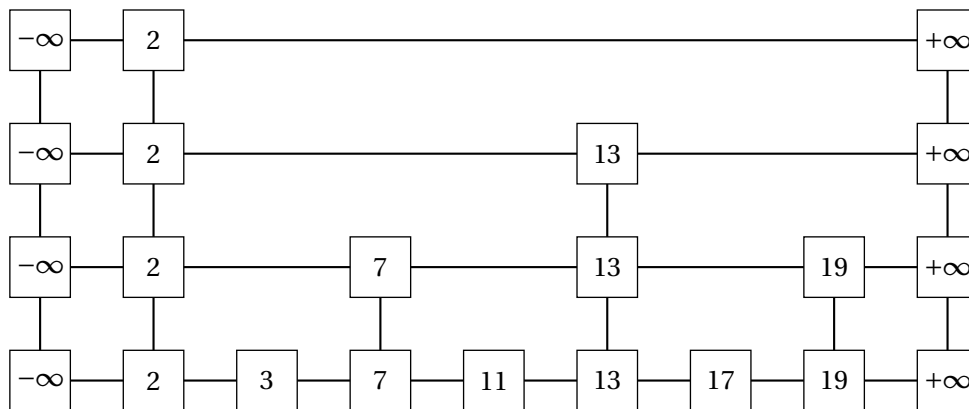 −∞ 2 +∞
−∞ 2 13 +∞
−∞ 2 7 13 19 +∞
−∞ 2 3 7 11 13 17 19 +∞